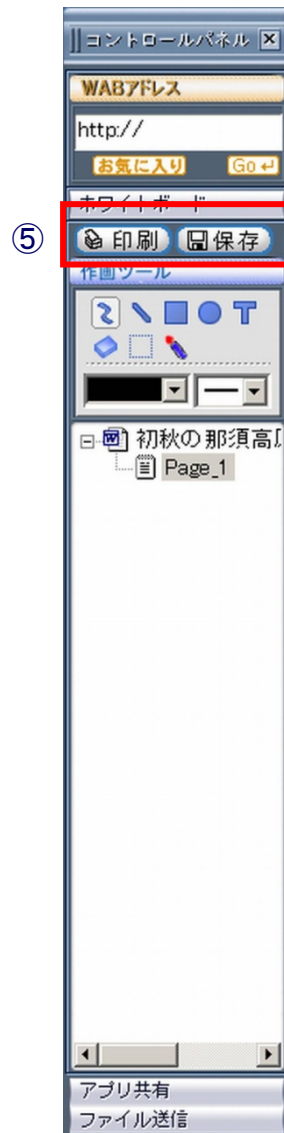 コントロールパネル
WABアドレス
http://
お気に入り Go
ホワイトボード
⑤
印刷 保存
作画ツール
T
初秋の那須高
Page_1
アプリ共有
ファイル送信